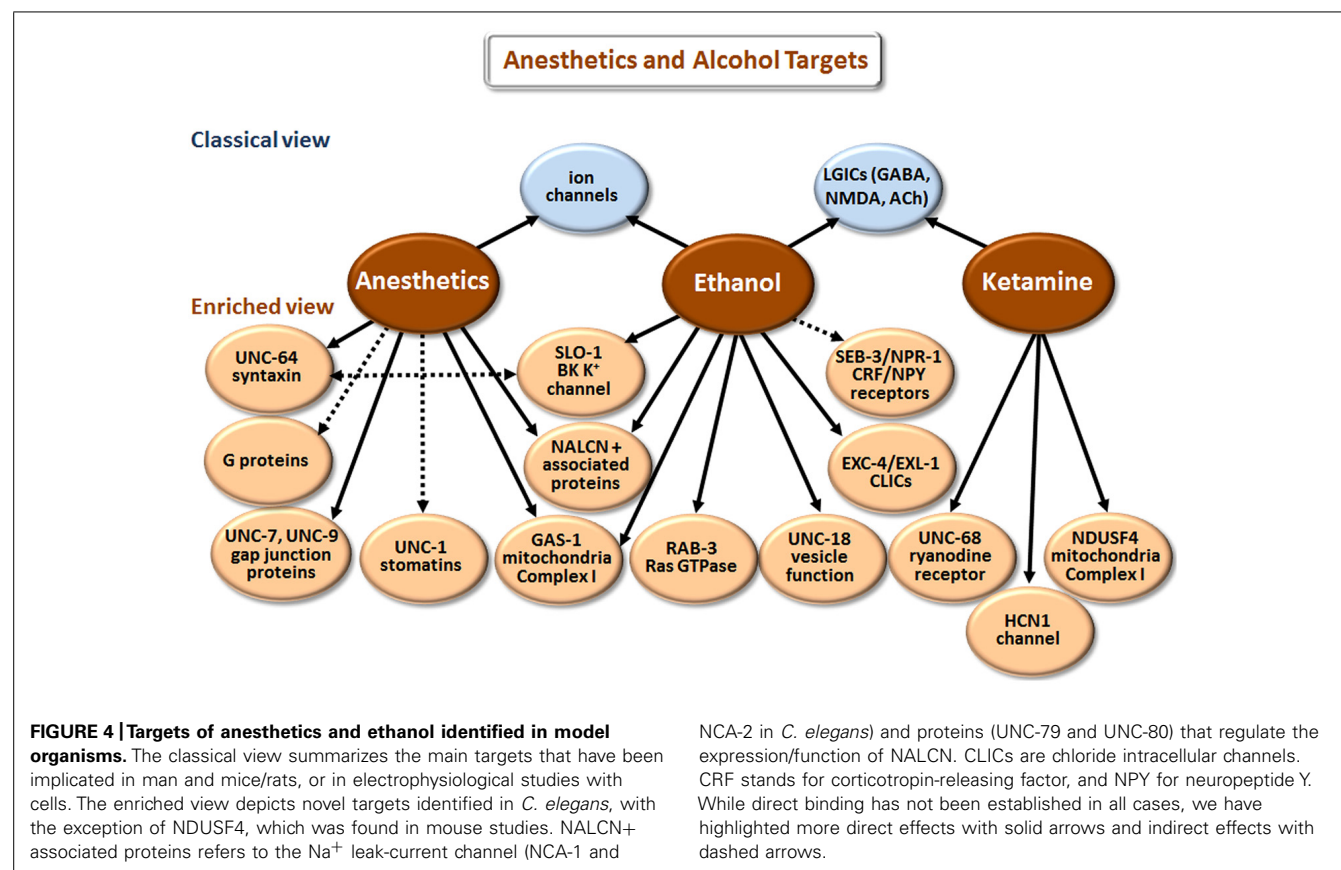 Anesthetics and Alcohol Targets
Classical view
ion
channels
LGICs (GABA,
NMDA, ACh)
Anesthetics
Ethanol
Ketamine
Enriched view
UNC-64
syntaxin
SLO-1
BK K⁺
channel
SEB-3/NPR-1
CRF/NPY
receptors
G proteins
NALCN +
associated
proteins
EXC-4/EXL-1
CLICs
UNC-7, UNC-9
gap junction
proteins
UNC-1
stomatins
GAS-1
mitochondria
Complex I
RAB-3
Ras GTPase
UNC-18
vesicle
function
UNC-68
ryanodine
receptor
NDUSF4
mitochondria
Complex I
HCN1
channel
FIGURE 4 | Targets of anesthetics and ethanol identified in model
organisms. The classical view summarizes the main targets that have been
implicated in man and mice/rats, or in electrophysiological studies with
cells. The enriched view depicts novel targets identified in C. elegans, with
the exception of NDUSF4, which was found in mouse studies. NALCN+
associated proteins refers to the Na⁺ leak-current channel (NCA-1 and
NCA-2 in C. elegans) and proteins (UNC-79 and UNC-80) that regulate the
expression/function of NALCN. CLICs are chloride intracellular channels.
CRF stands for corticotropin-releasing factor, and NPY for neuropeptide Y.
While direct binding has not been established in all cases, we have
highlighted more direct effects with solid arrows and indirect effects with
dashed arrows.